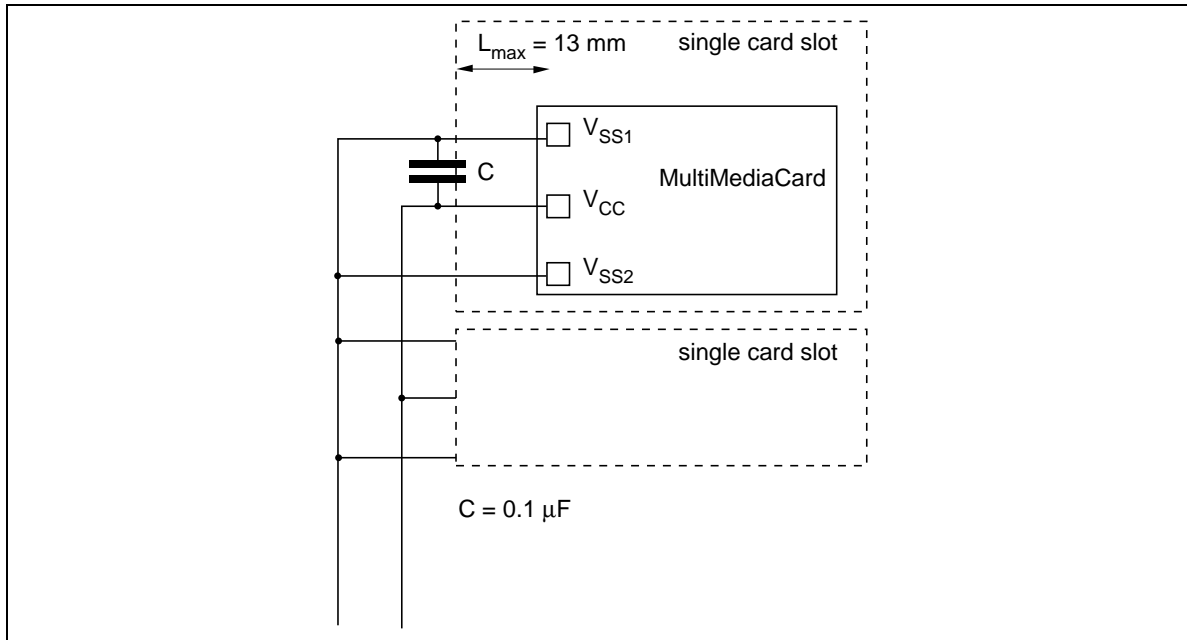 L_max = 13 mm
single card slot
V_SS1
C
MultiMediaCard
V_CC
V_SS2
single card slot
C = 0.1 μF